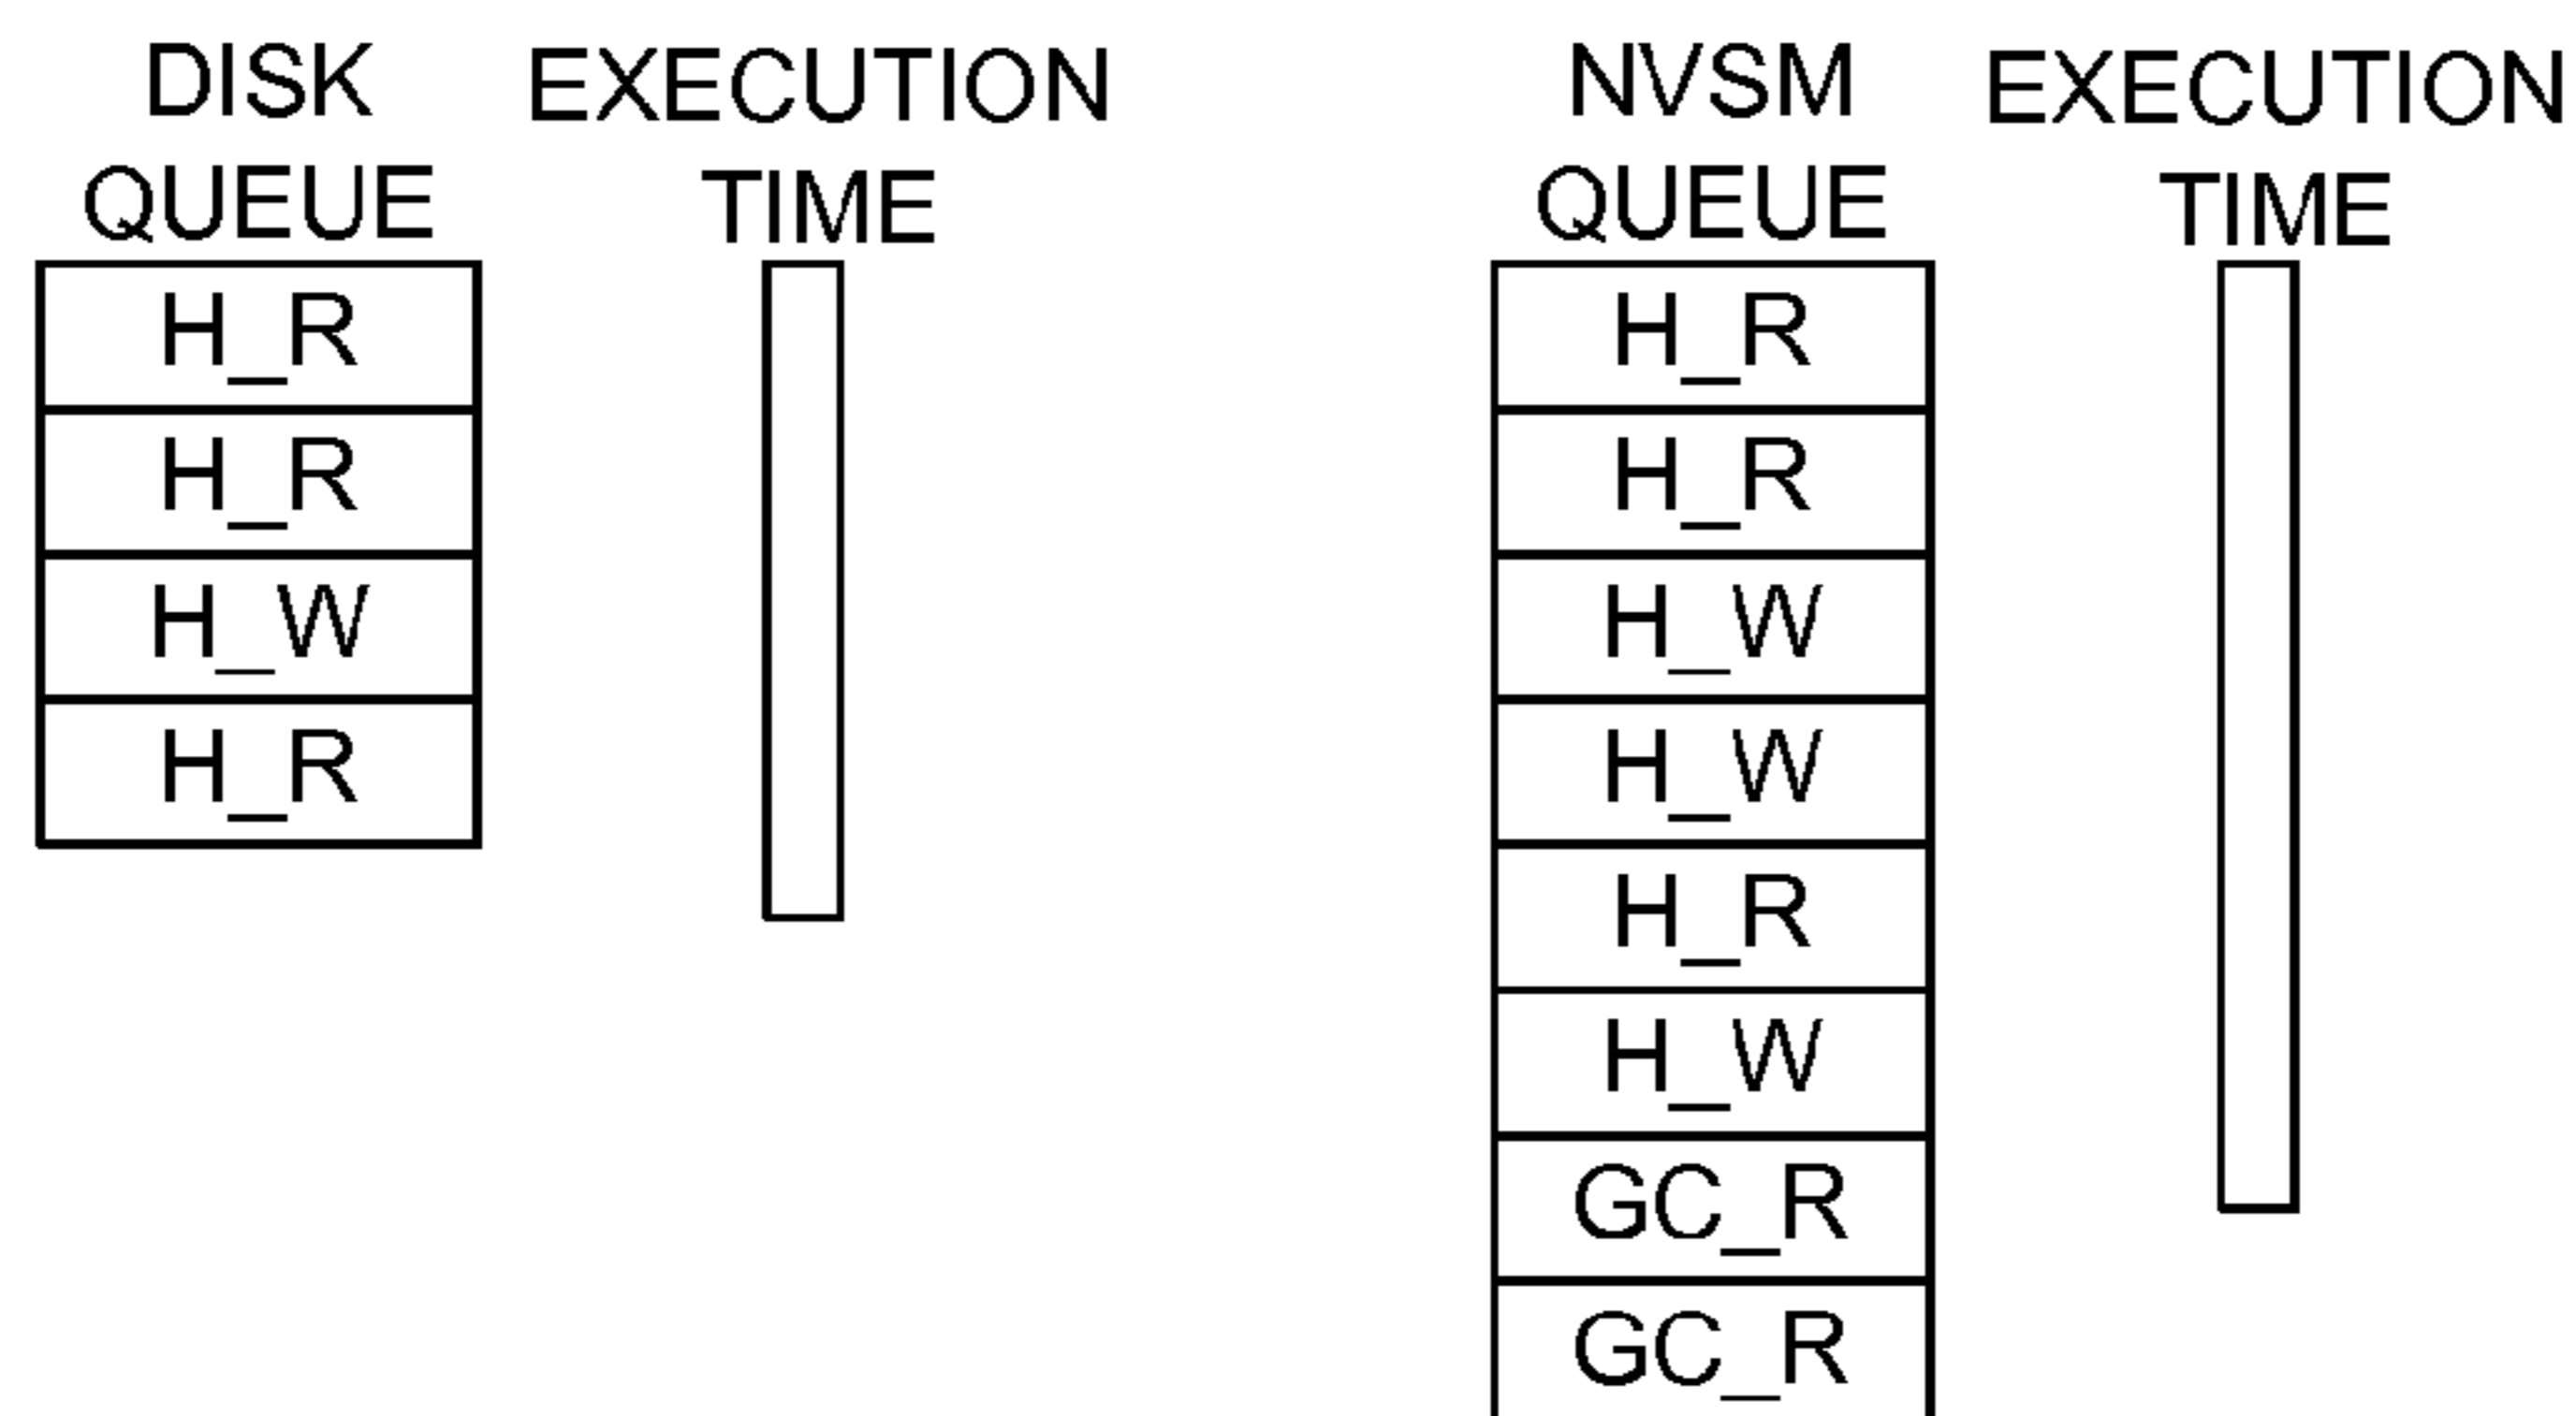 DISK
QUEUE
H_R
H_R
H_W
H_R
EXECUTION
TIME
NVSM
QUEUE
H_R
H_R
H_W
H_W
H_R
H_W
GC_R
GC_R
EXECUTION
TIME